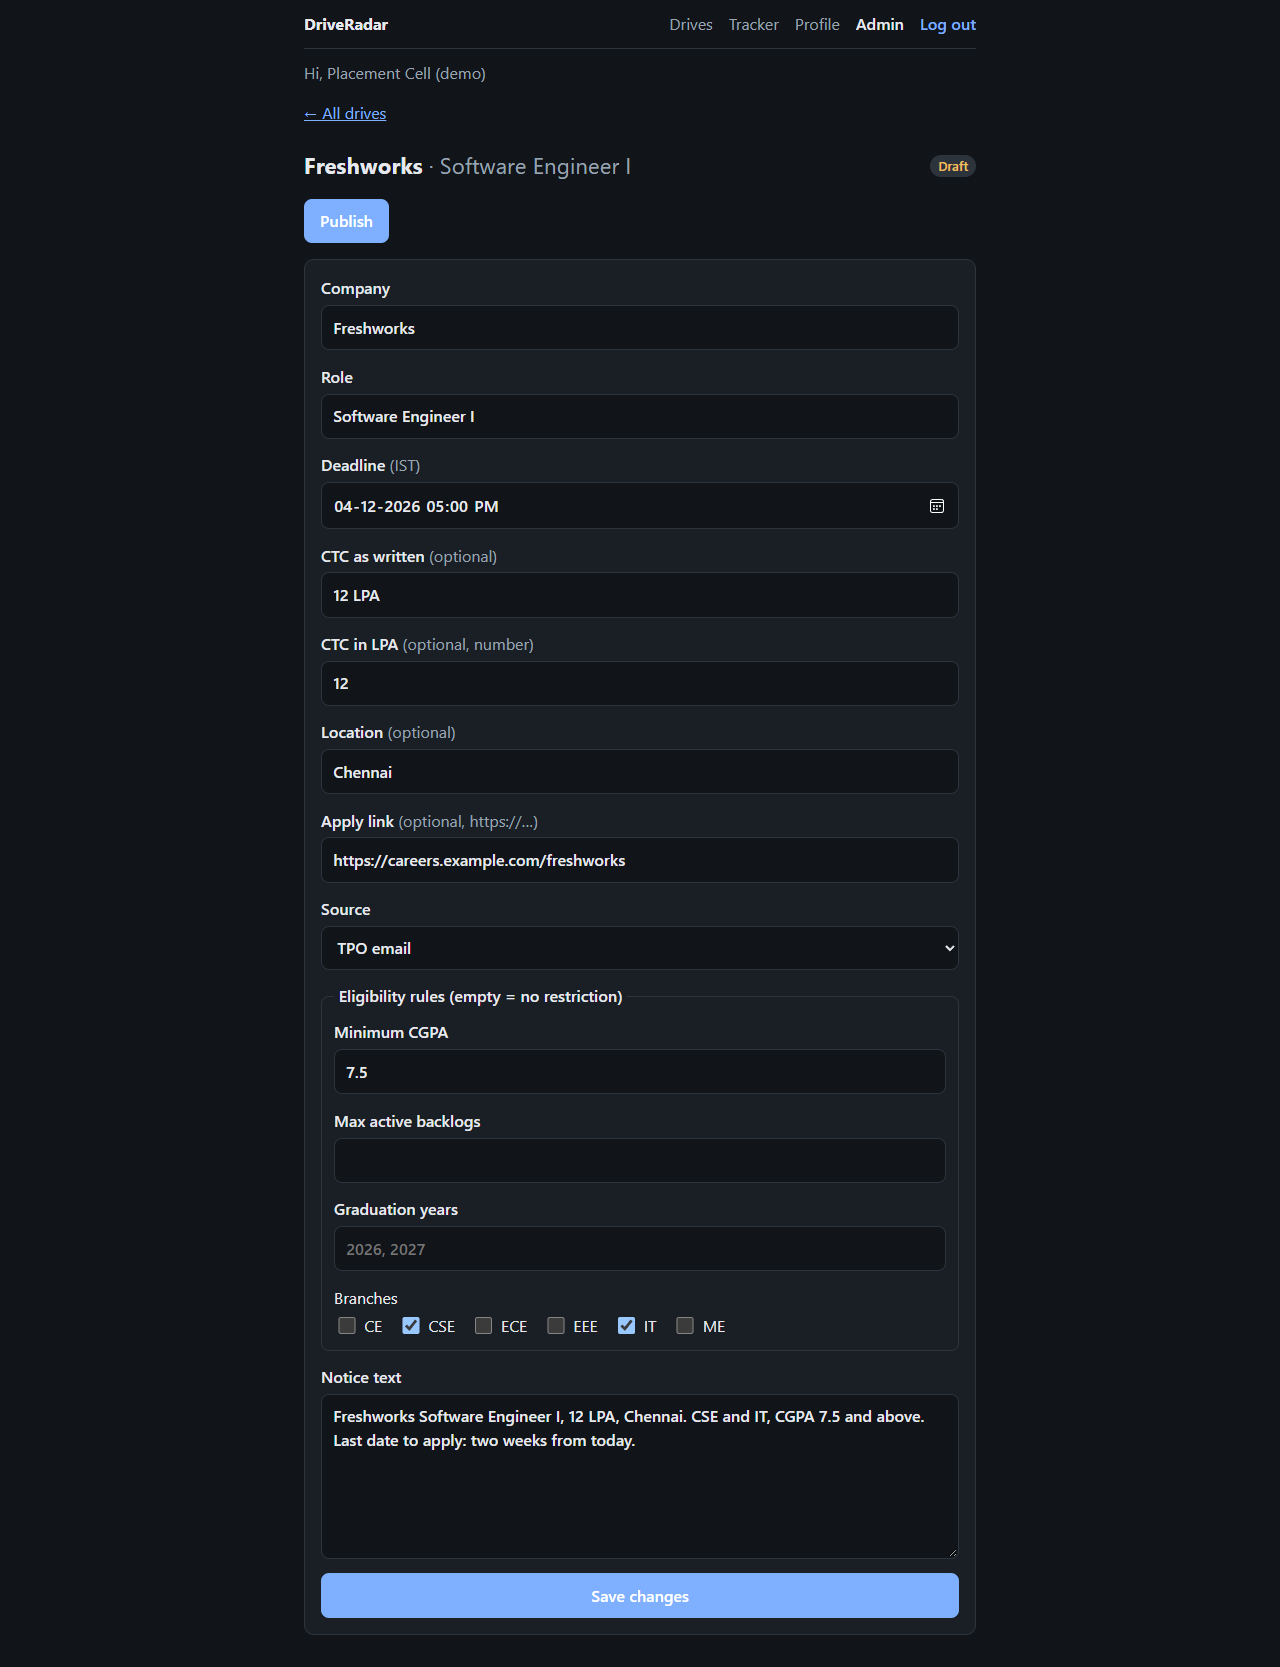 DriveRadar Drives Tracker Profile Admin Log out
Hi, Placement Cell (demo)
← All drives
Freshworks · Software Engineer I Draft
Publish
Company
Freshworks
Role
Software Engineer I
Deadline (IST)
04-12-2026 05:00 PM
CTC as written (optional)
12 LPA
CTC in LPA (optional, number)
12
Location (optional)
Chennai
Apply link (optional, https://...)
https://careers.example.com/freshworks
Source
TPO email
Eligibility rules (empty = no restriction)
Minimum CGPA
7.5
Max active backlogs
Graduation years
2026, 2027
Branches
CE CSE ECE EEE IT ME
Notice text
Freshworks Software Engineer I, 12 LPA, Chennai. CSE and IT, CGPA 7.5 and above.
Last date to apply: two weeks from today.
Save changes